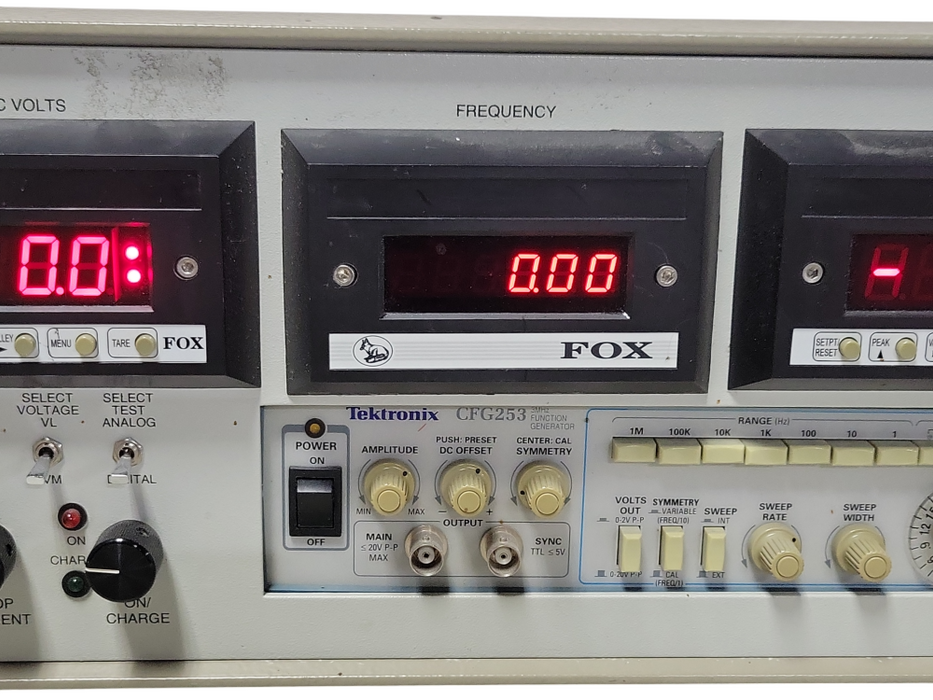 C VOLTS
FREQUENCY
0.0:
0.00
-
MENU
TARE
FOX
FOX
SETPT/
RESET
PEAK
SELECT
VOLTAGE
VL
SELECT
TEST
ANALOG
VM
ON
ON/
CHARGE
Tektronix CFG253 3MHz
FUNCTION
GENERATOR
POWER
ON
OFF
AMPLITUDE
MIN MAX
PUSH: PRESET
DC OFFSET
- +
CENTER: CAL
SYMMETRY
OUTPUT
MAIN
≤ 20V P-P
MAX
SYNC
TTL ≤ 5V
RANGE (Hz)
1M 100K 10K 1K 100 10 1
VOLTS
OUT
0-2V P-P
0-20V P-P
SYMMETRY
VARIABLE
(FREQ/10)
CAL
(FREQ/1)
SWEEP
INT
EXT
SWEEP
RATE
SWEEP
WIDTH